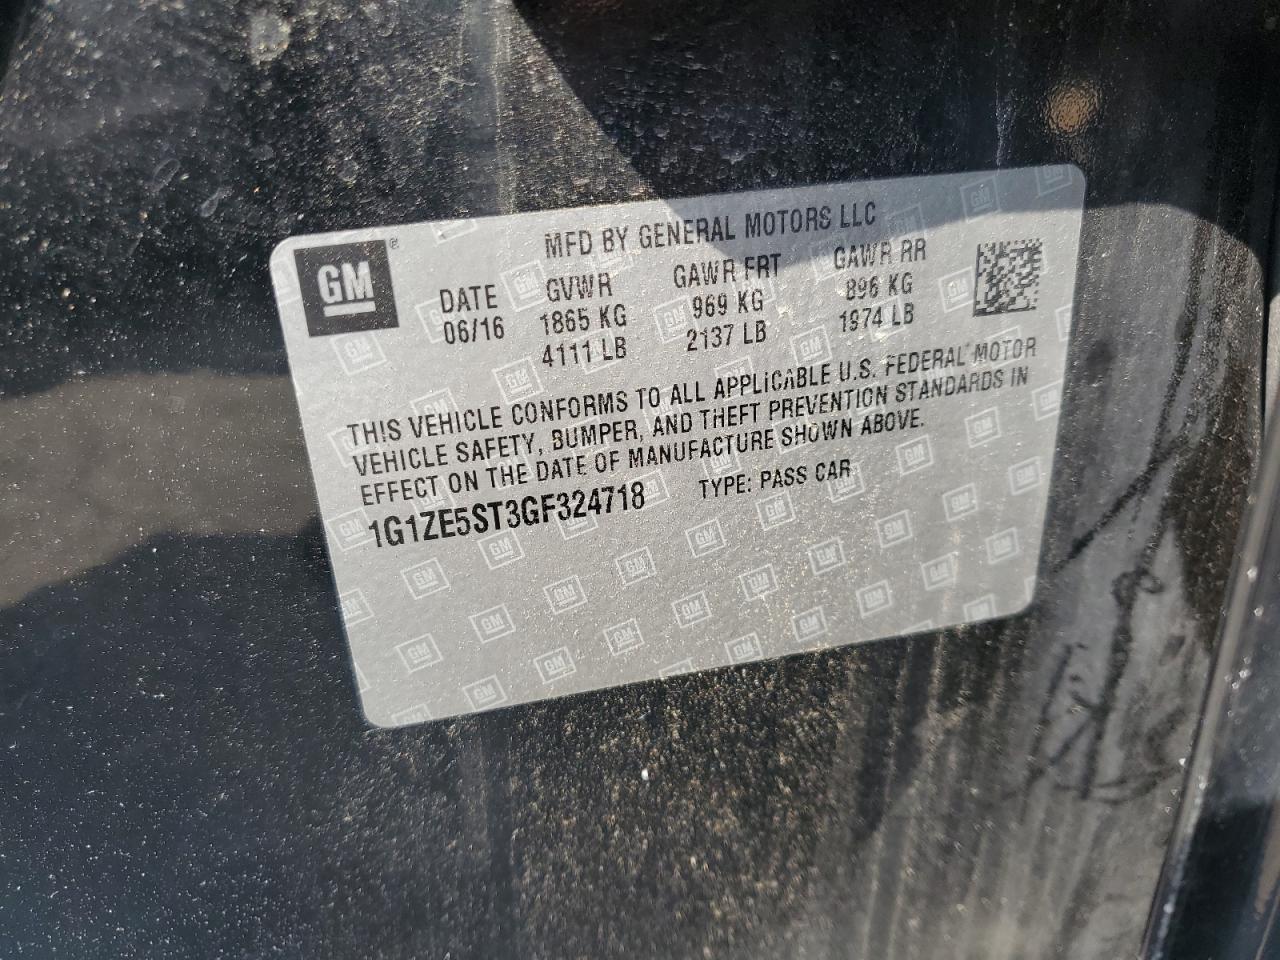 GM
MFD BY GENERAL MOTORS LLC
DATE GVWR GAWR FRT GAWR RR
06/16 1865 KG 969 KG 896 KG
4111 LB 2137 LB 1974 LB
THIS VEHICLE CONFORMS TO ALL APPLICABLE U.S. FEDERAL MOTOR
VEHICLE SAFETY, BUMPER, AND THEFT PREVENTION STANDARDS IN
EFFECT ON THE DATE OF MANUFACTURE SHOWN ABOVE.
1G1ZE5ST3GF324718 TYPE: PASS CAR